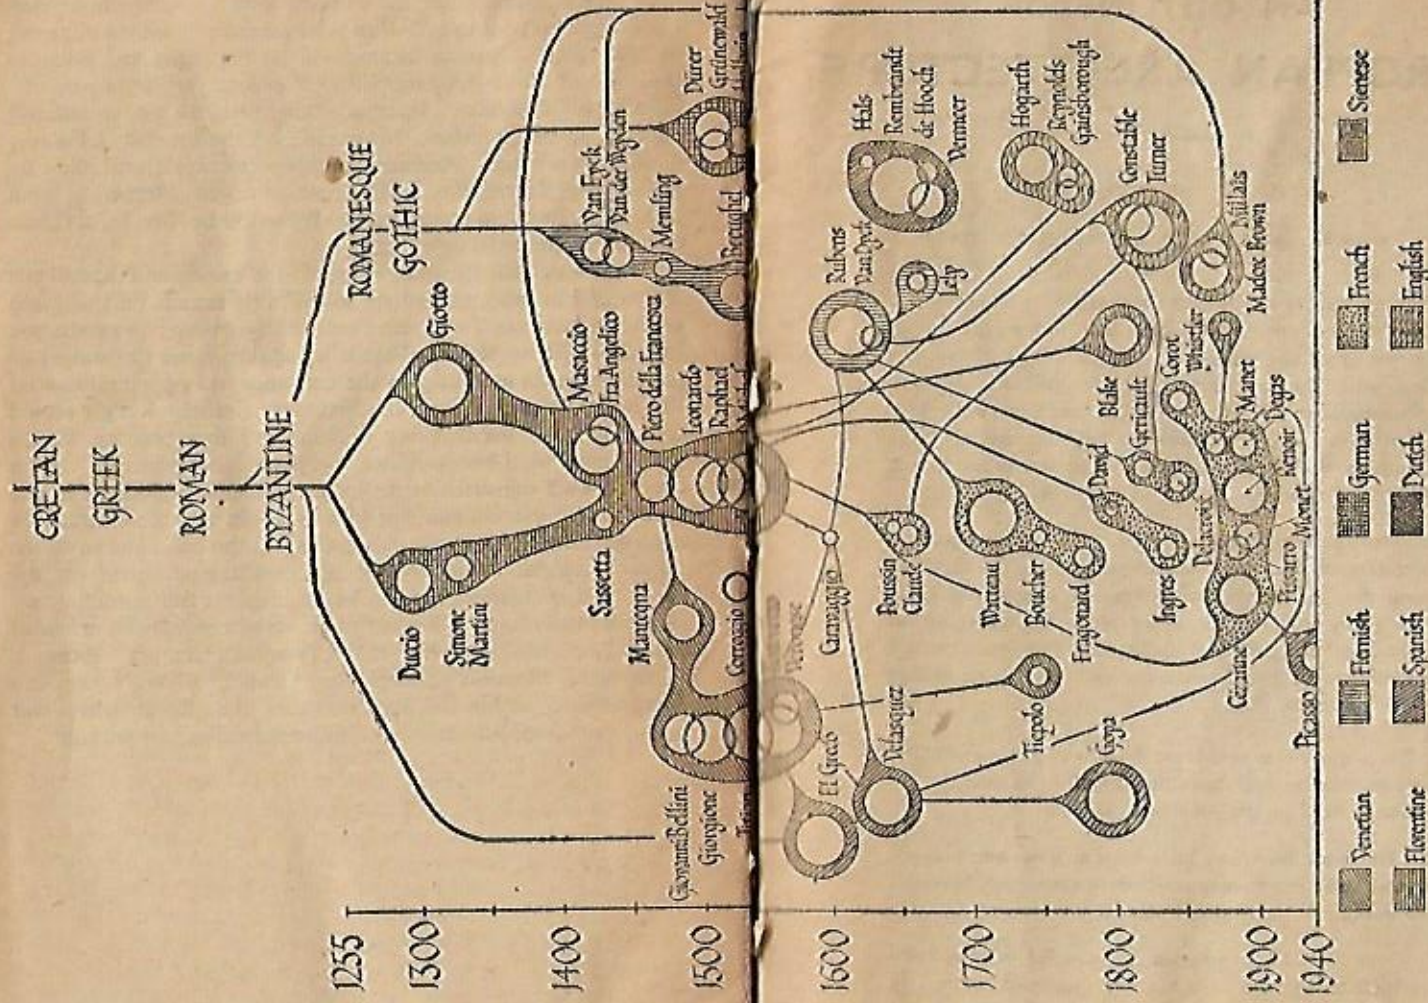 CRETAN
GREEK
ROMAN
BYZANTINE
ROMANESQUE
GOTHIC
1255
1300
1400
1500
1600
1700
1800
1900
1940
Giotto
Duccio
Simone
Martini
Masaccio
Fra Angelico
Sassetta
Piero della Francesca
Leonardo
Raphael
Mantegna
Correggio
Giovanni Bellini
Giorgione
Van Eyck
Van der Weyden
Memling
Breughel
Dürer
Grünewald
Veronese
El Greco
Caravaggio
Velasquez
Rubens
Van Dyck
Lely
Hals
Rembrandt
de Hooch
Vermeer
Poussin
Claude
Watteau
Boucher
Fragonard
Tiepolo
Goya
Hogarth
Reynolds
Gainsborough
Constable
Turner
Blake
David
Géricault
Ingres
Delacroix
Corot
Whistler
Manet
Degas
Renoir
Monet
Pissaro
Cézanne
Picasso
Millais
Madox Brown
Venetian
Flemish
German
French
Sienese
Florentine
Spanish
Dutch
English